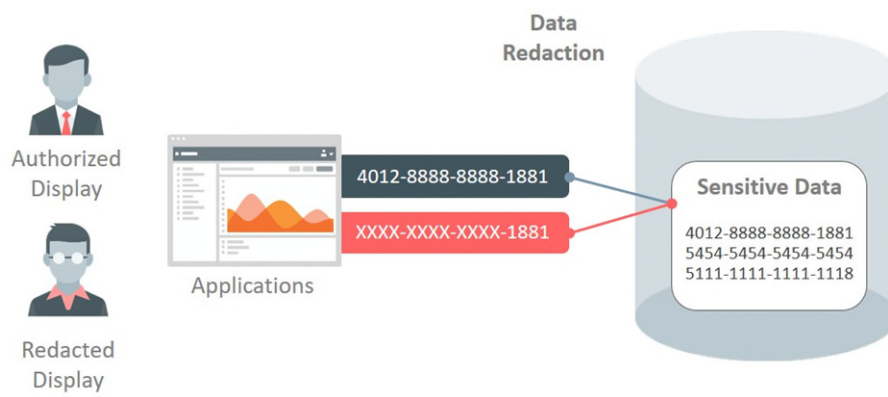 Data
Redaction
Authorized
Display
4012-8888-8888-1881
XXXX-XXXX-XXXX-1881
Applications
Sensitive Data
4012-8888-8888-1881
5454-5454-5454-5454
5111-1111-1111-1118
Redacted
Display